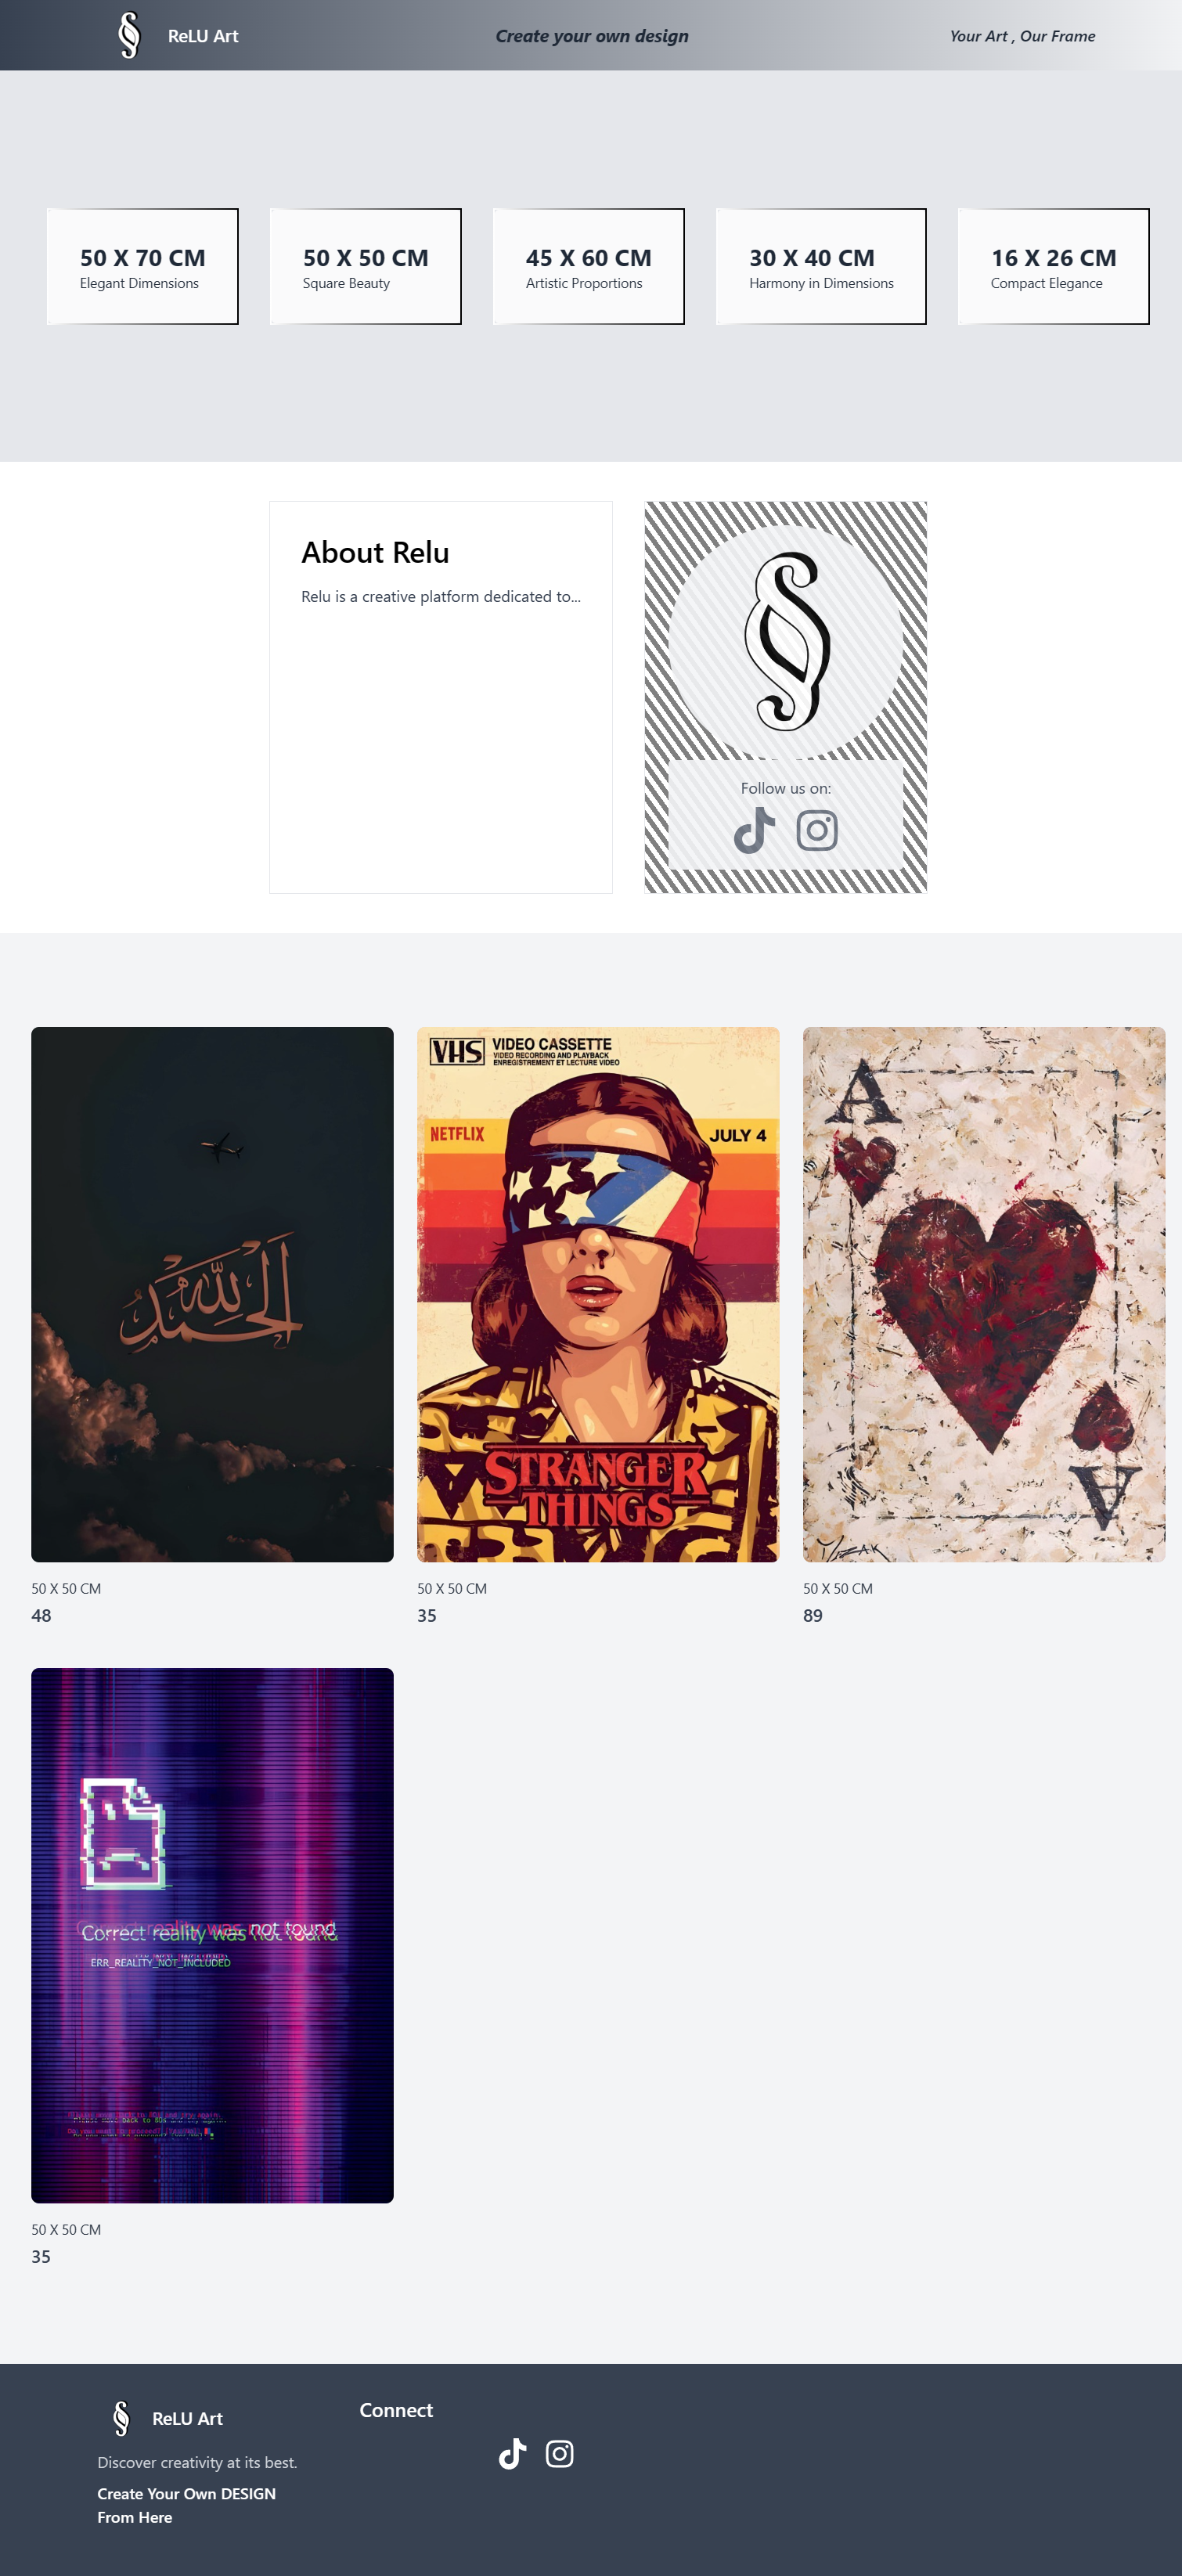 ReLU Art
Create your own design
Your Art , Our Frame
50 X 70 CM
Elegant Dimensions
50 X 50 CM
Square Beauty
45 X 60 CM
Artistic Proportions
30 X 40 CM
Harmony in Dimensions
16 X 26 CM
Compact Elegance
About Relu
Relu is a creative platform dedicated to...
Follow us on:
الحمد لله
VHS
VIDEO CASSETTE
VIDEO RECORDING AND PLAYBACK
ENREGISTREMENT ET LECTURE VIDEO
NETFLIX
JULY 4
STRANGER
THINGS
A
A
50 X 50 CM
48
50 X 50 CM
35
50 X 50 CM
89
Correct reality was not found
ERR_REALITY_NOT_INCLUDED
50 X 50 CM
35
ReLU Art
Discover creativity at its best.
Create Your Own DESIGN
From Here
Connect